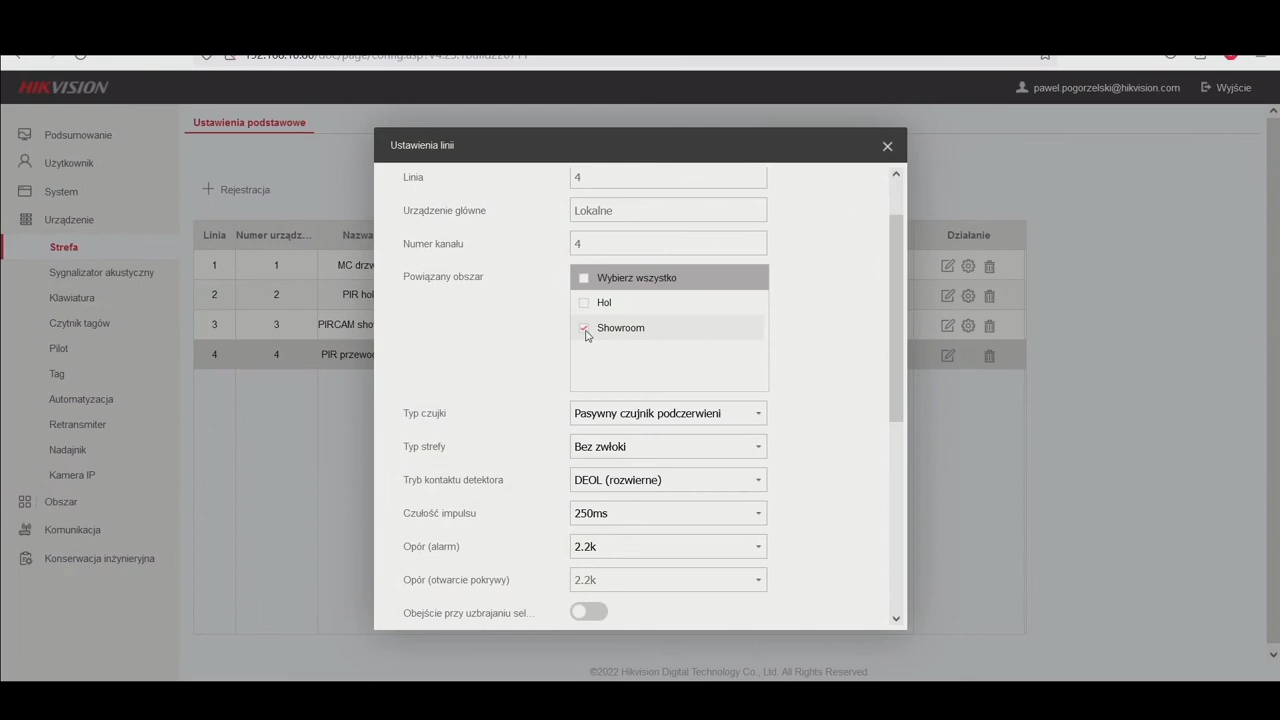 HIKVISION
pawel.pogorzelski@hikvision.com
Wyjście
Podsumowanie
Użytkownik
System
Urządzenie
Strefa
Sygnalizator akustyczny
Klawiatura
Czytnik tagów
Pilot
Tag
Automatyzacja
Retransmiter
Nadajnik
Kamera IP
Obszar
Komunikacja
Konserwacja inżynieryjna
Ustawienia podstawowe
Rejestracja
Linia Numer urządz... Nazwa Działanie
1 1 MC drzw
2 2 PIR hol
3 3 PIRCAM sho
4 4 PIR przewo
Ustawienia linii
Linia 4
Urządzenie główne Lokalne
Numer kanału 4
Powiązany obszar Wybierz wszystko
Hol
Showroom
Typ czujki Pasywny czujnik podczerwieni
Typ strefy Bez zwłoki
Tryb kontaktu detektora DEOL (rozwierne)
Czułość impulsu 250ms
Opór (alarm) 2.2k
Opór (otwarcie pokrywy) 2.2k
Obejście przy uzbrajaniu sel...
©2022 Hikvision Digital Technology Co., Ltd. All Rights Reserved.